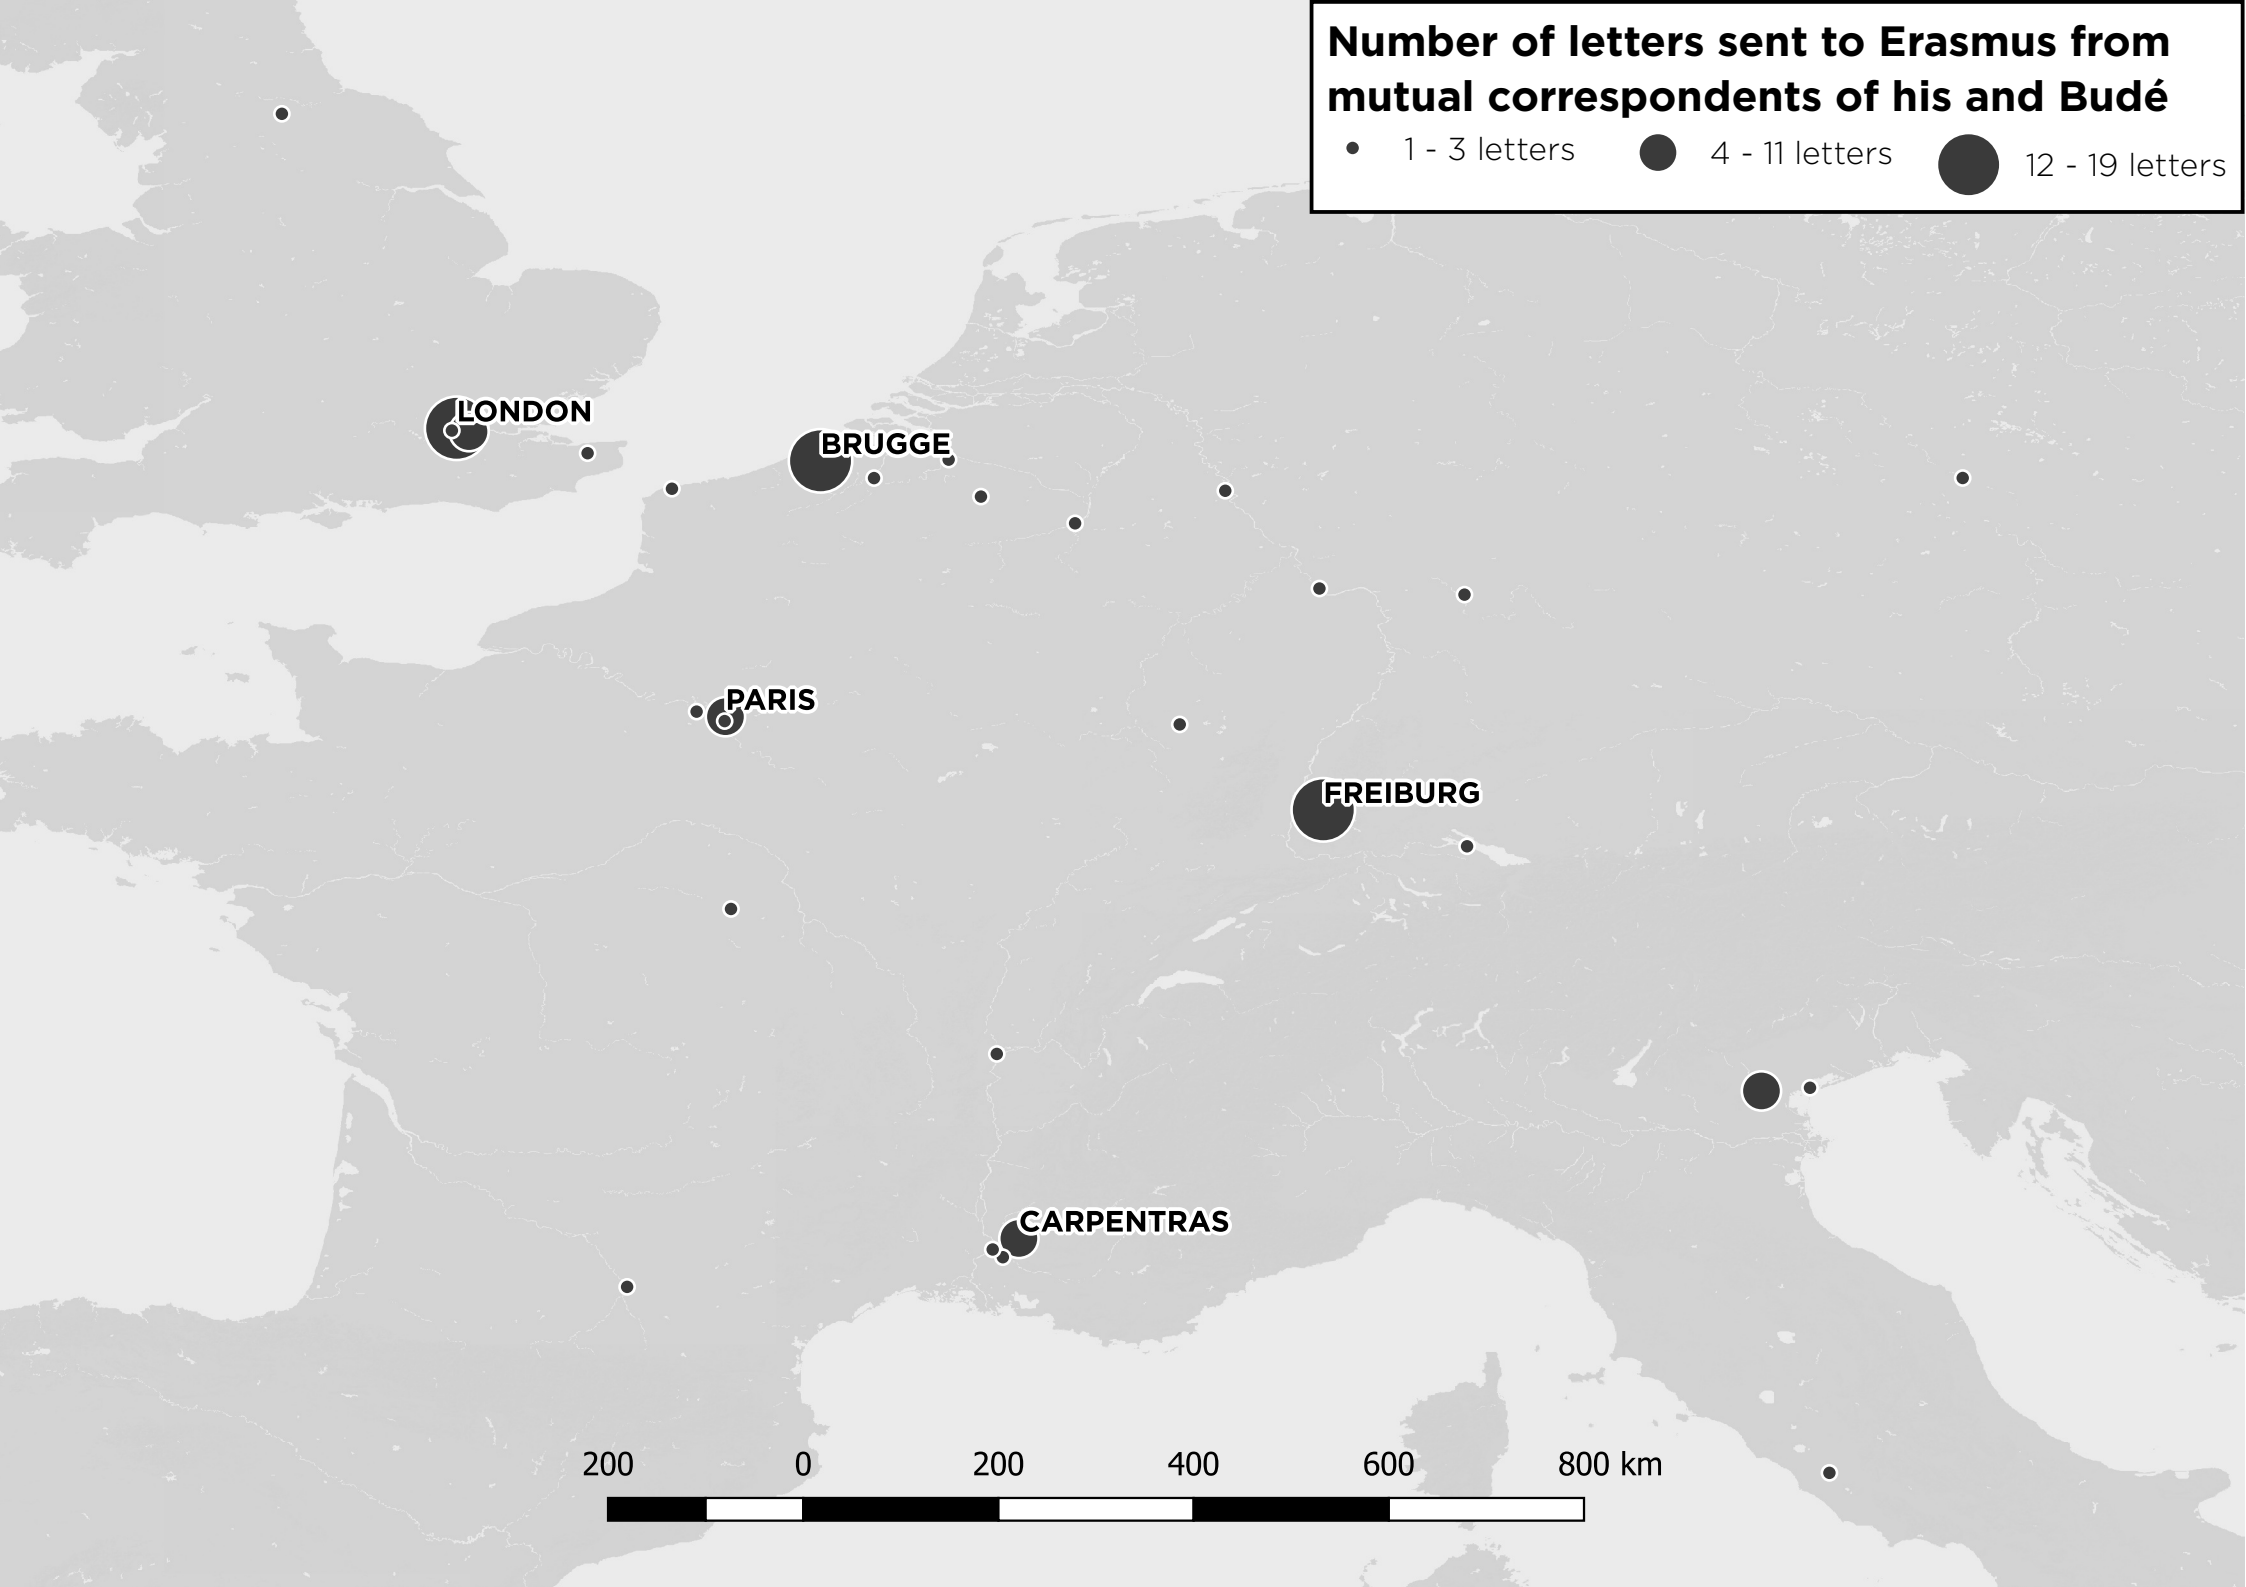 Number of letters sent to Erasmus from
mutual correspondents of his and Budé
1 - 3 letters 4 - 11 letters 12 - 19 letters
LONDON
BRUGGE
PARIS
FREIBURG
CARPENTRAS
200 0 200 400 600 800 km